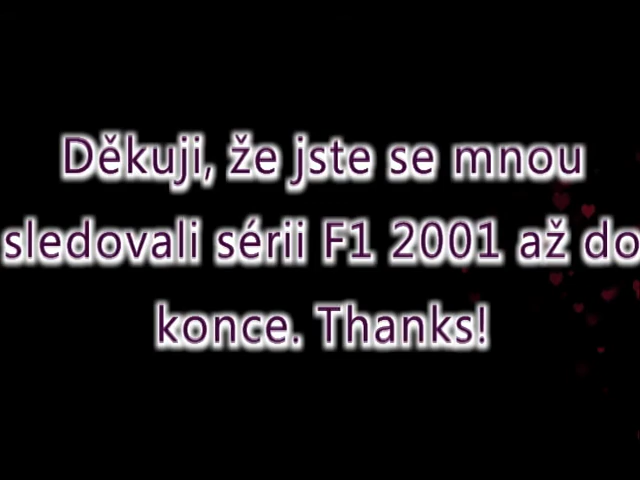 Děkuji, že jste se mnou
sledovali sérii F1 2001 až do
konce. Thanks!